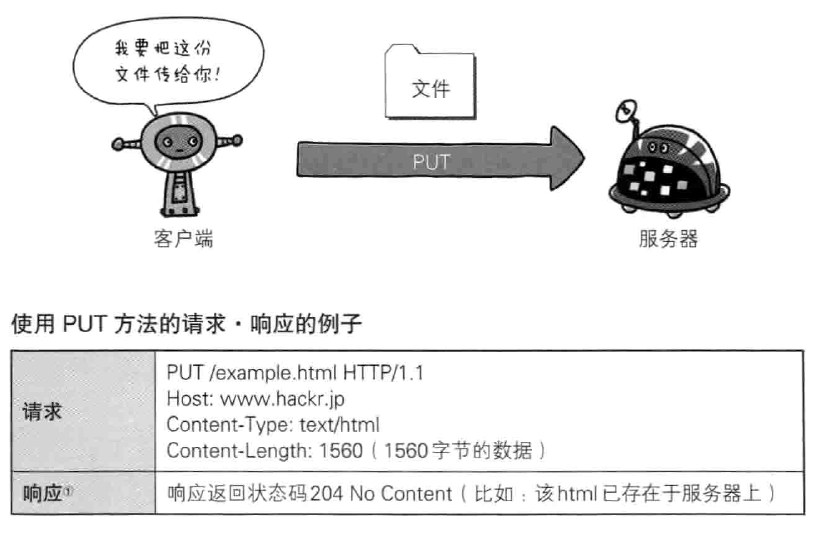 我要把这份
文件传给你!
文件
PUT
客户端
服务器
使用 PUT 方法的请求·响应的例子
请求
PUT /example.html HTTP/1.1
Host: www.hackr.jp
Content-Type: text/html
Content-Length: 1560（1560字节的数据）
响应①
响应返回状态码204 No Content（比如：该html已存在于服务器上）